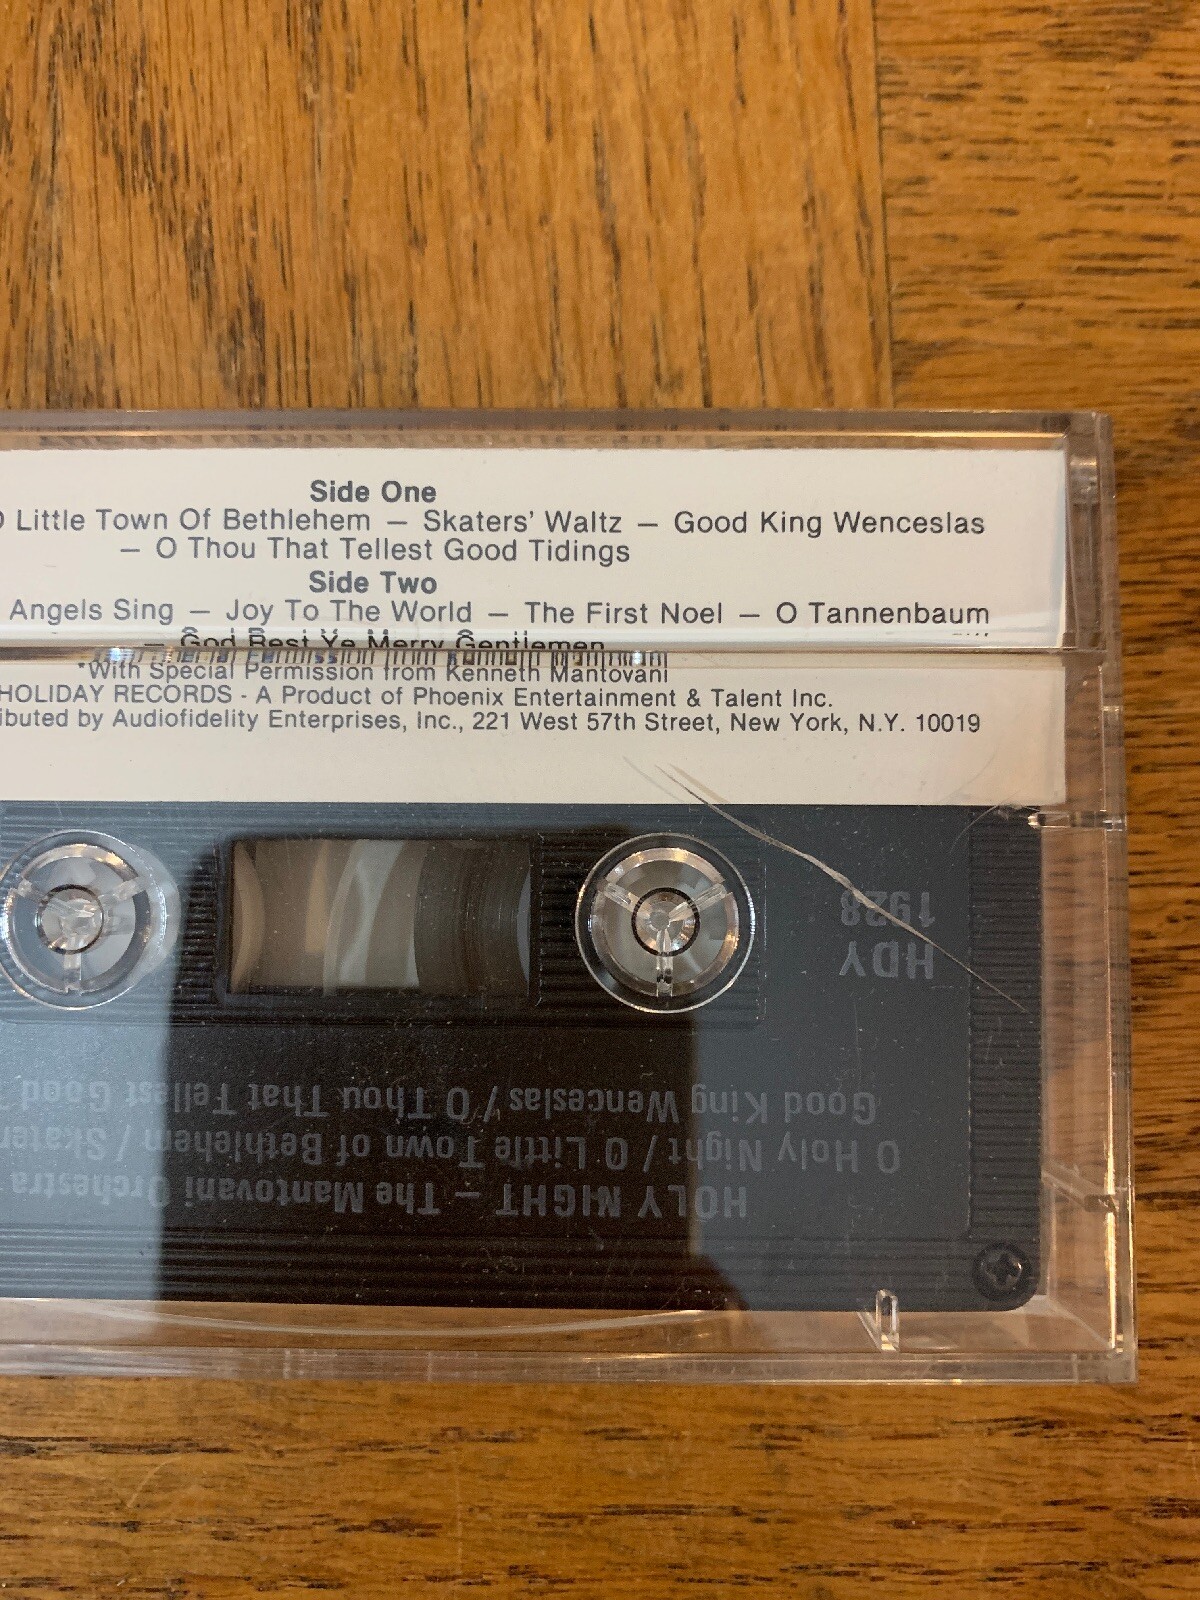 Side One
O Little Town Of Bethlehem — Skaters' Waltz — Good King Wenceslas
— O Thou That Tellest Good Tidings
Side Two
Angels Sing — Joy To The World — The First Noel — O Tannenbaum
— God Rest Ye Merry Gentlemen
*With Special Permission from Kenneth Mantovani
HOLIDAY RECORDS - A Product of Phoenix Entertainment & Talent Inc.
ibuted by Audiofidelity Enterprises, Inc., 221 West 57th Street, New York, N.Y. 10019
HOLY NIGHT — The Mantovani Orchestra
O Holy Night / O Little Town of Bethlehem / Skater
Good King Wenceslas / O Thou That Tellest Good
HDY
1928